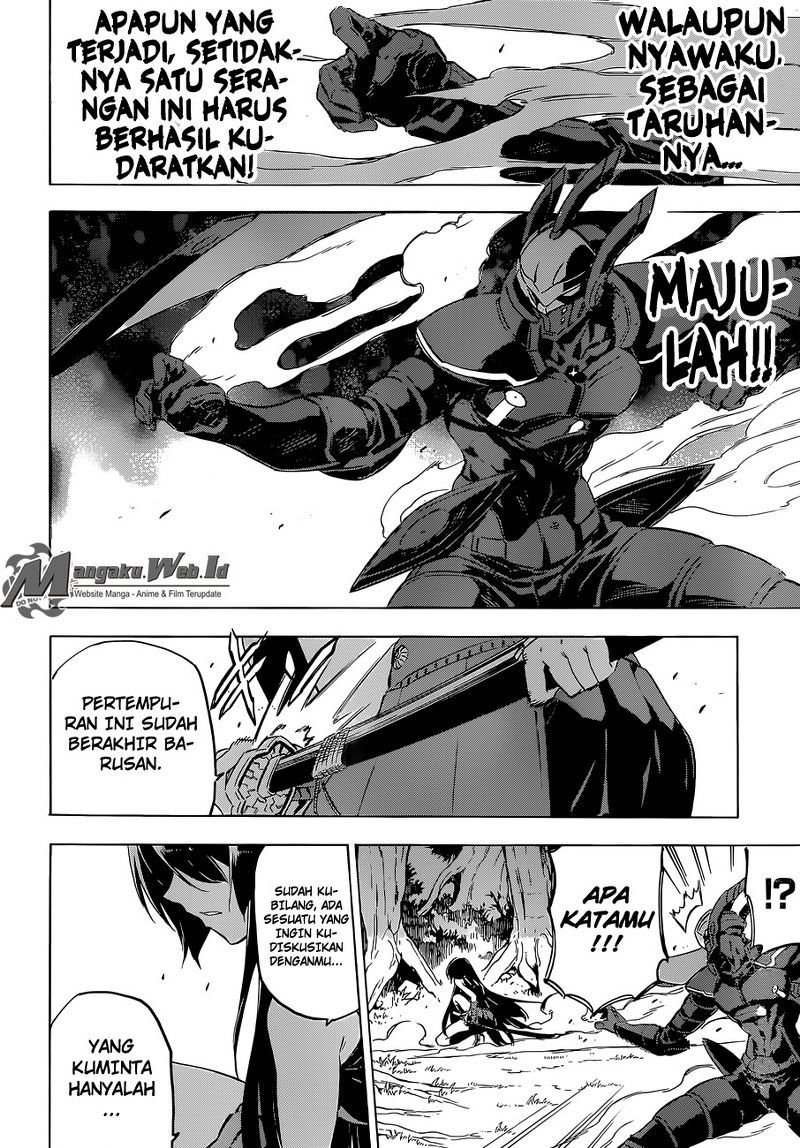 WALAUPUN
NYAWAKU,
SEBAGAI
TARUHAN-
NYA...
APAPUN YANG
TERJADI, SETIDAK-
NYA SATU SERA-
NGAN INI HARUS
BERHASIL KU-
DARATKAN!
MAJU-
LAH!!
Mangaku.Web.Id
Website Manga - Anime & Film Terupdate
PERTEMPU-
RAN INI SUDAH
BERAKHIR BA-
RUSAN.
!?
APA
KATAMU
!!!
SUDAH KU-
BILANG, ADA
SESUATU YANG
INGIN KU-
DISKUSIKAN
DENGANMU...
YANG
KUMINTA
HANYALAH
...